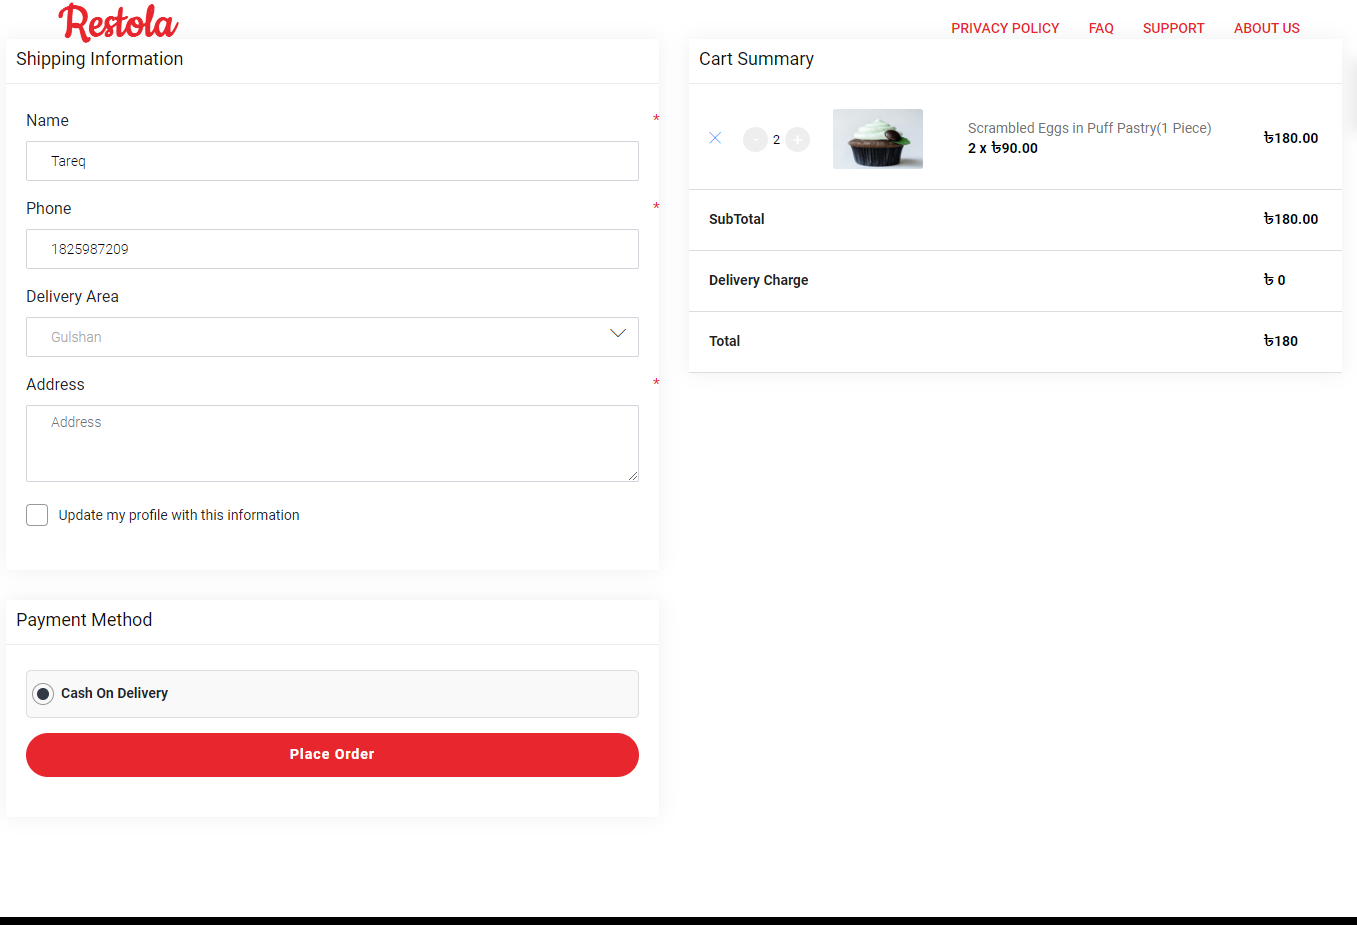 Restola
PRIVACY POLICY FAQ SUPPORT ABOUT US
Shipping Information
Name *
Tareq
Phone *
1825987209
Delivery Area
Gulshan
Address *
Address
Update my profile with this information
Payment Method
Cash On Delivery
Place Order
Cart Summary
- 2 +
Scrambled Eggs in Puff Pastry(1 Piece)
2 x ৳90.00
৳180.00
SubTotal ৳180.00
Delivery Charge ৳ 0
Total ৳180